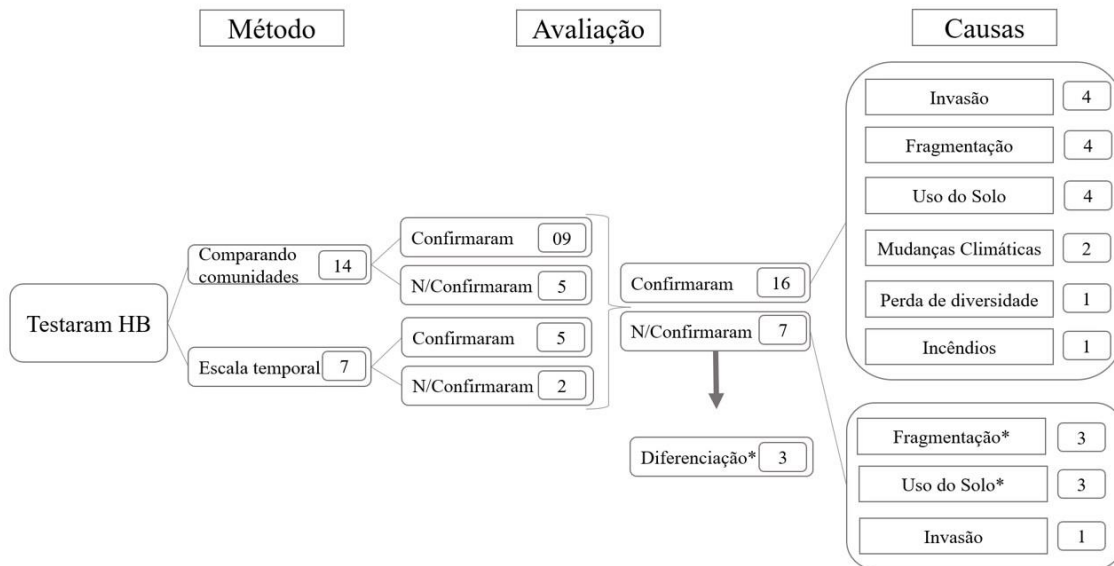 Método
Avaliação
Causas
Testaram HB
Comparando
comunidades
14
Escala temporal
7
Confirmaram
09
N/Confirmaram
5
Confirmaram
5
N/Confirmaram
2
Confirmaram
16
N/Confirmaram
7
Diferenciação*
3
Invasão
4
Fragmentação
4
Uso do Solo
4
Mudanças Climáticas
2
Perda de diversidade
1
Incêndios
1
Fragmentação*
3
Uso do Solo*
3
Invasão
1